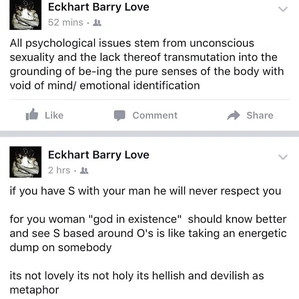 Eckhart Barry Love
52 mins ·
All psychological issues stem from unconscious
sexuality and the lack thereof transmutation into the
grounding of be-ing the pure senses of the body with
void of mind/ emotional identification
Like Comment Share
Eckhart Barry Love
2 hrs ·
if you have S with your man he will never respect you
for you woman "god in existence" should know better
and see S based around O's is like taking an energetic
dump on somebody
its not lovely its not holy its hellish and devilish as
metaphor